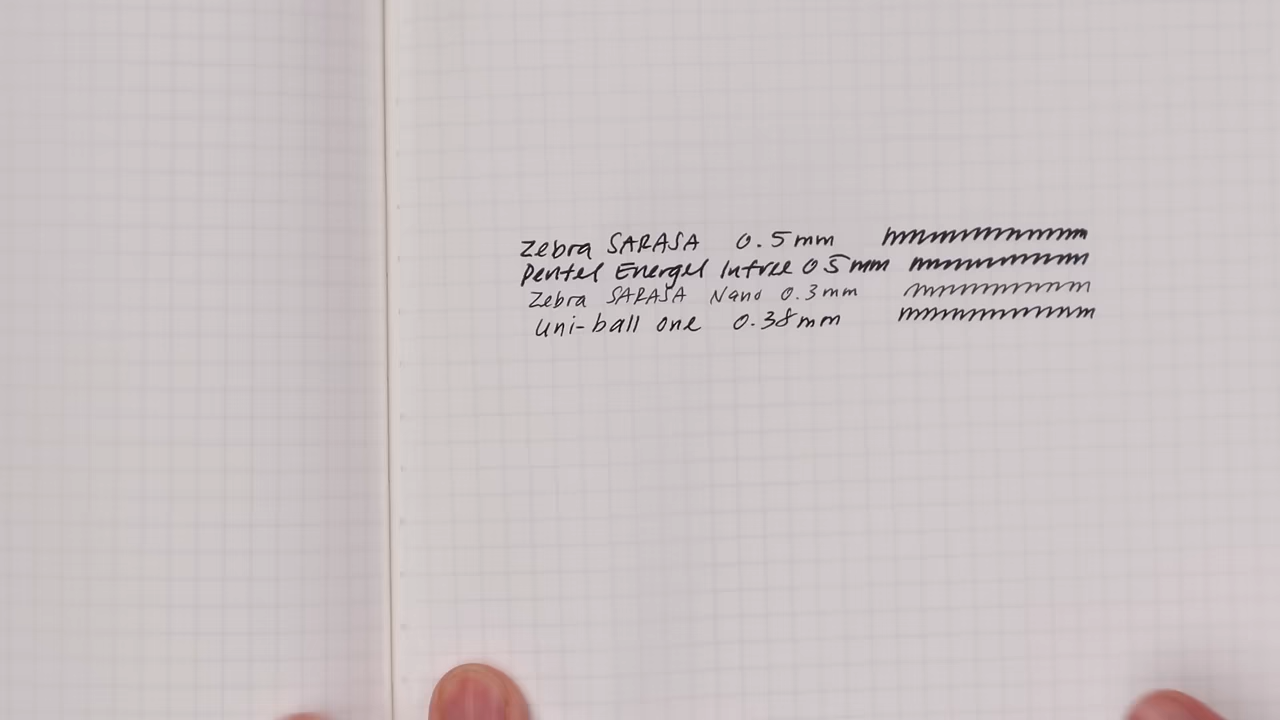 Zebra SARASA 0.5mm
Pentel Energel Infree 0.5mm
Zebra SARASA Nano 0.3mm
uni-ball one 0.38mm